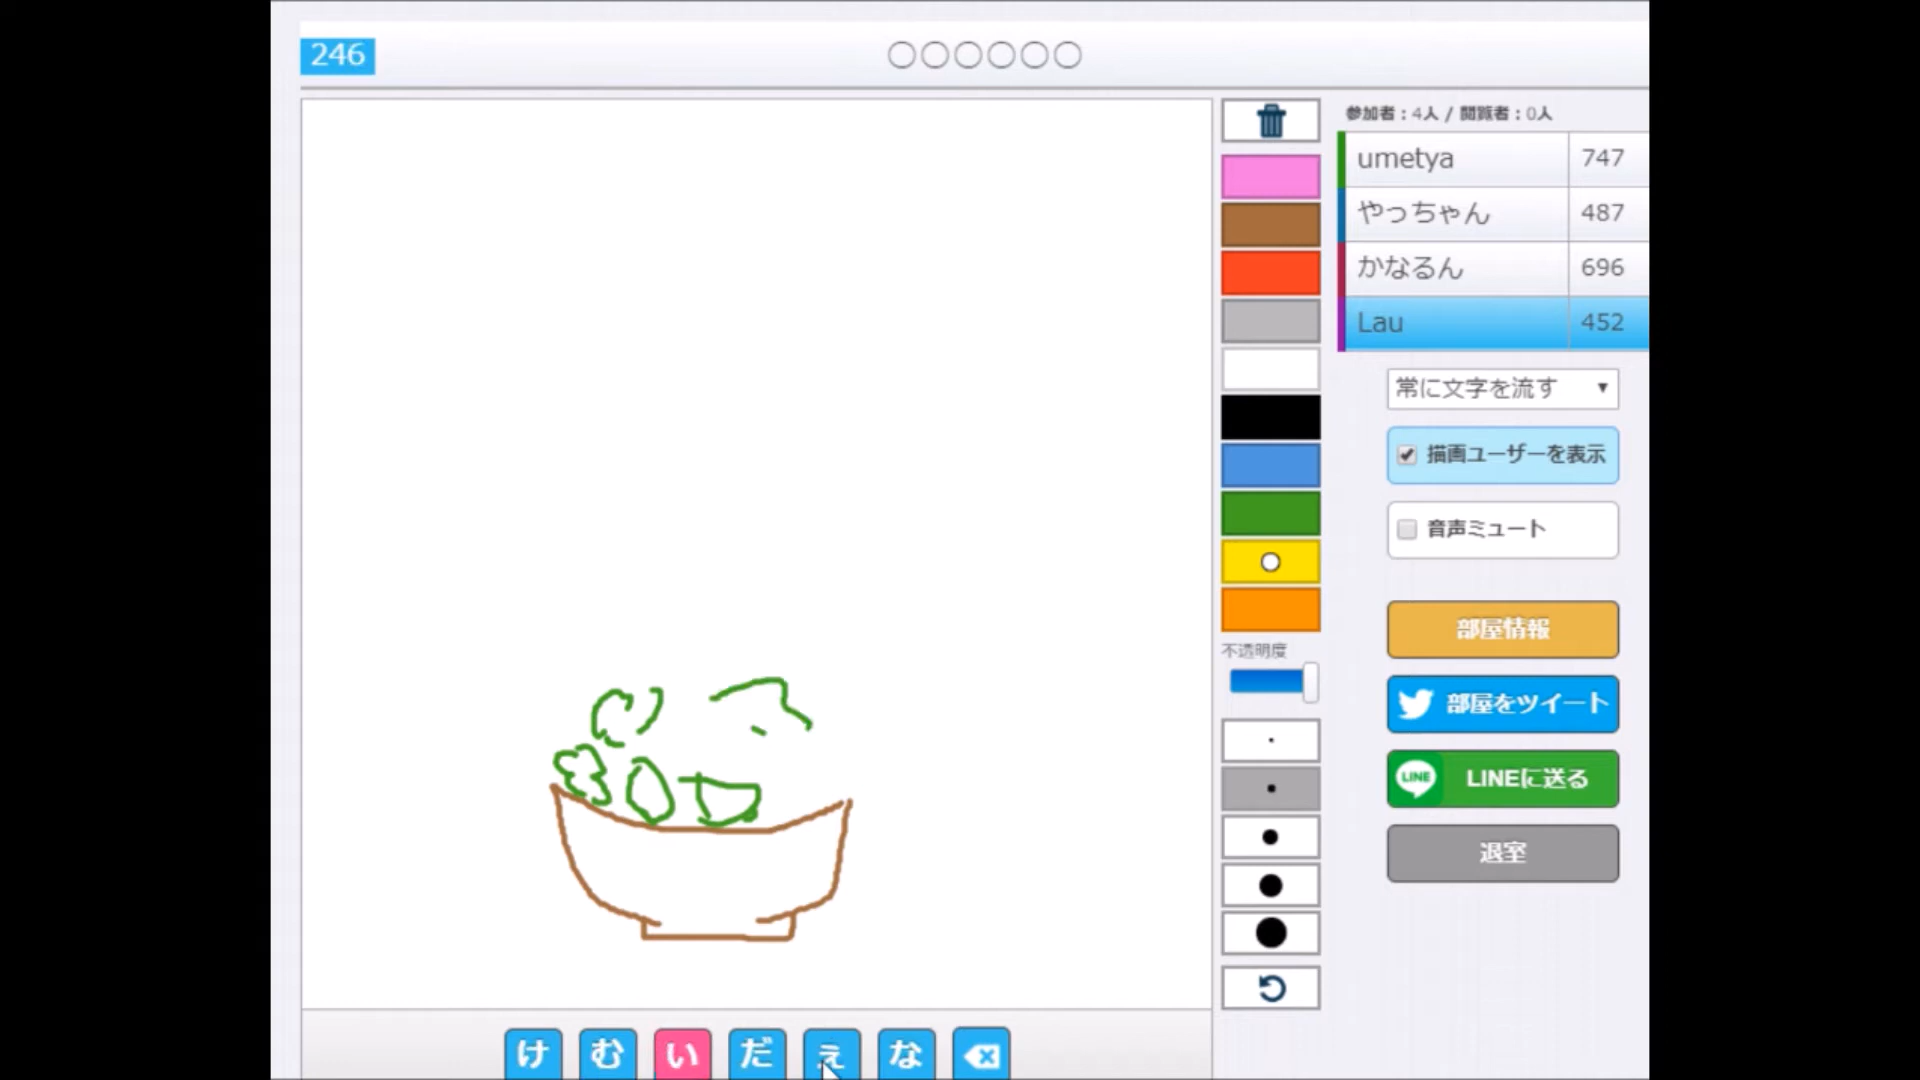 246
○○○○○○
参加者：4人 / 閲覧者：0人
umetya 747
やっちゃん 487
かなるん 696
Lau 452
常に文字を流す
描画ユーザーを表示
音声ミュート
不透明度
部屋情報
部屋をツイート
LINE LINEに送る
退室
け む い だ え な